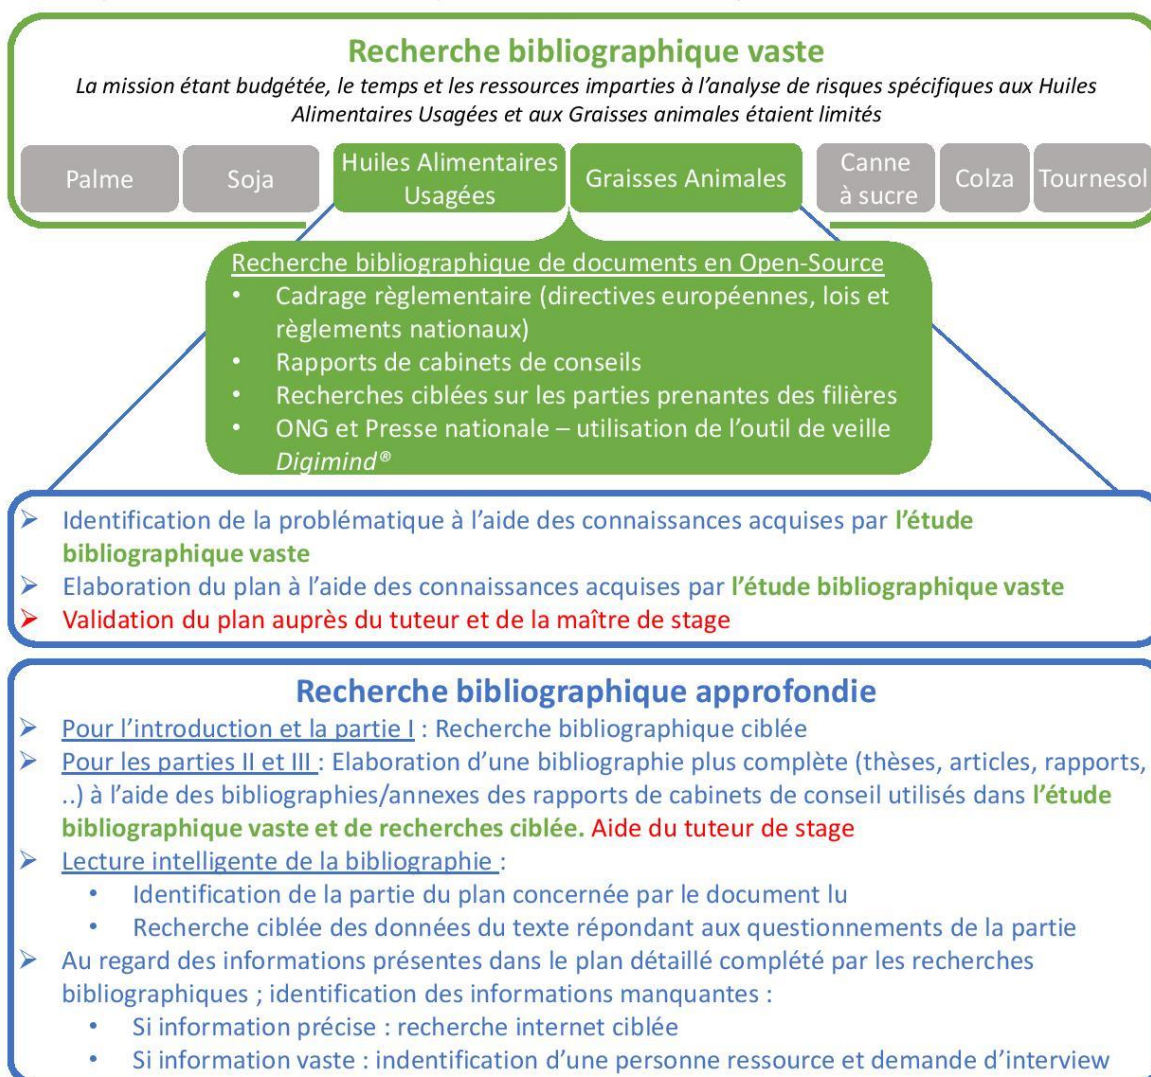 Recherche bibliographique vaste
La mission étant budgétée, le temps et les ressources imparties à l'analyse de risques spécifiques aux Huiles
Alimentaires Usagées et aux Graisses animales étaient limités
Palme
Soja
Huiles Alimentaires
Usagées
Graisses Animales
Canne
à sucre
Colza
Tournesol
Recherche bibliographique de documents en Open-Source
• Cadrage règlementaire (directives européennes, lois et
règlements nationaux)
• Rapports de cabinets de conseils
• Recherches ciblées sur les parties prenantes des filières
• ONG et Presse nationale – utilisation de l'outil de veille
Digimind®
➢ Identification de la problématique à l'aide des connaissances acquises par l'étude
bibliographique vaste
➢ Elaboration du plan à l'aide des connaissances acquises par l'étude bibliographique vaste
➢ Validation du plan auprès du tuteur et de la maître de stage
Recherche bibliographique approfondie
➢ Pour l'introduction et la partie I : Recherche bibliographique ciblée
➢ Pour les parties II et III : Elaboration d'une bibliographie plus complète (thèses, articles, rapports,
..) à l'aide des bibliographies/annexes des rapports de cabinets de conseil utilisés dans l'étude
bibliographique vaste et de recherches ciblée. Aide du tuteur de stage
➢ Lecture intelligente de la bibliographie :
• Identification de la partie du plan concernée par le document lu
• Recherche ciblée des données du texte répondant aux questionnements de la partie
➢ Au regard des informations présentes dans le plan détaillé complété par les recherches
bibliographiques ; identification des informations manquantes :
• Si information précise : recherche internet ciblée
• Si information vaste : indentification d'une personne ressource et demande d'interview